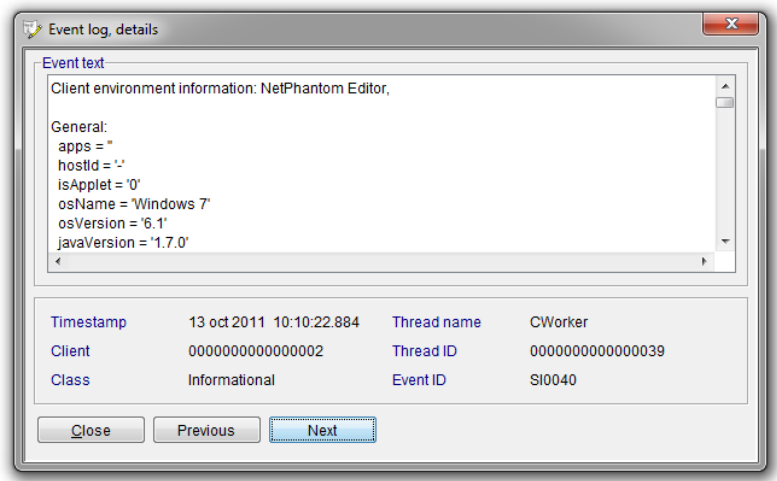 Event log, details
Event text
Client environment information: NetPhantom Editor,
General:
apps = ''
hostId = '-'
isApplet = '0'
osName = 'Windows 7'
osVersion = '6.1'
javaVersion = '1.7.0'
Timestamp 13 oct 2011 10:10:22.884 Thread name CWorker
Client 0000000000000002 Thread ID 0000000000000039
Class Informational Event ID SI0040
Close Previous Next